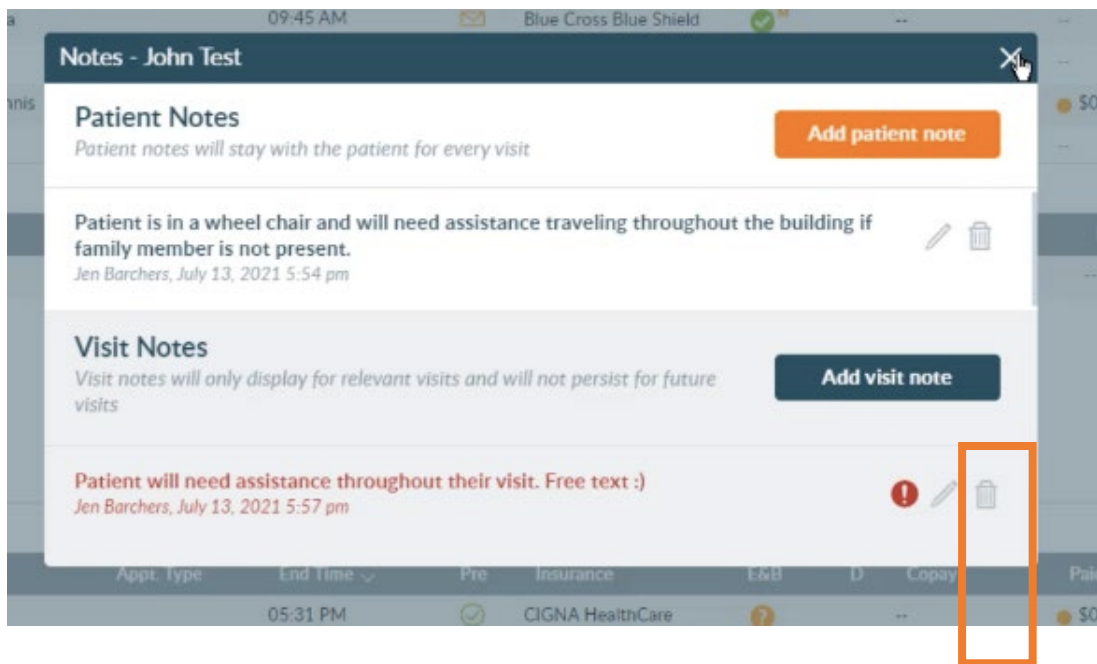 09:45 AM Blue Cross Blue Shield --
Notes - John Test
nnis
Patient Notes
Patient notes will stay with the patient for every visit
Add patient note
$0
Patient is in a wheel chair and will need assistance traveling throughout the building if
family member is not present.
Jen Barchers, July 13, 2021 5:54 pm
Visit Notes
Visit notes will only display for relevant visits and will not persist for future
visits
Add visit note
Patient will need assistance throughout their visit. Free text :)
Jen Barchers, July 13, 2021 5:57 pm
Appt. Type End Time Pre Insurance E&B D Copay Paid
05:31 PM CIGNA HealthCare ? -- $0